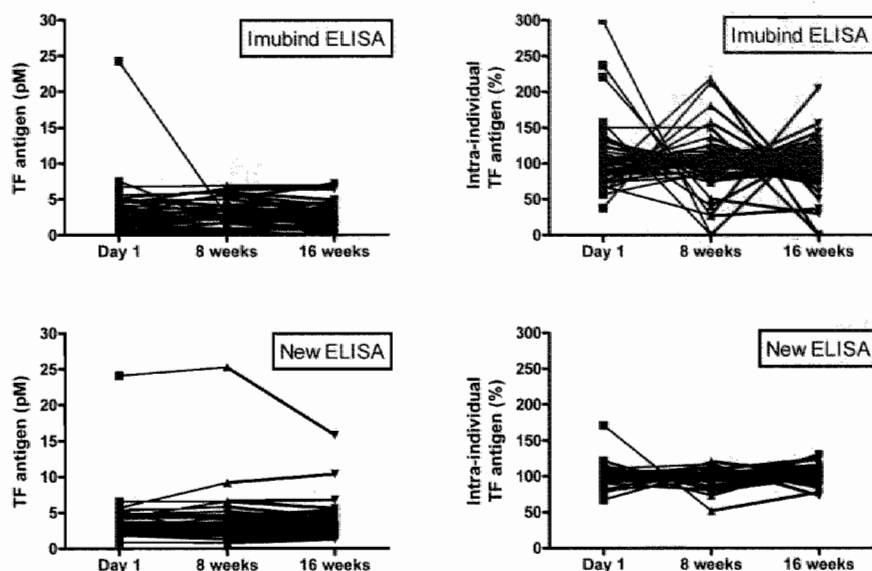 Imubind ELISA
TF antigen (pM)
30
25
20
15
10
5
0
Day 1 8 weeks 16 weeks
Imubind ELISA
Intra-individual
TF antigen (%)
300
250
200
150
100
50
0
Day 1 8 weeks 16 weeks
New ELISA
TF antigen (pM)
30
25
20
15
10
5
0
Day 1 8 weeks 16 weeks
New ELISA
Intra-individual
TF antigen (%)
300
250
200
150
100
50
0
Day 1 8 weeks 16 weeks